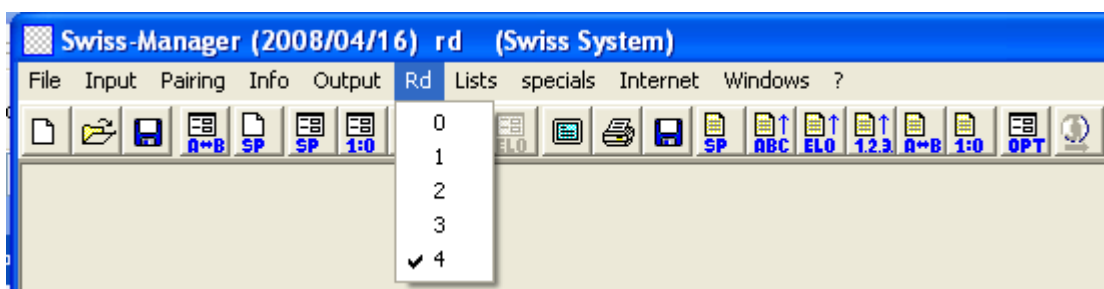 Swiss-Manager (2008/04/16) rd (Swiss System)
File Input Pairing Info Output Rd Lists specials Internet Windows ?
A↔B SP SP 1:0 ELO SP ABC ELO 1.2.3. A↔B 1:0 OPT
0
1
2
3
4